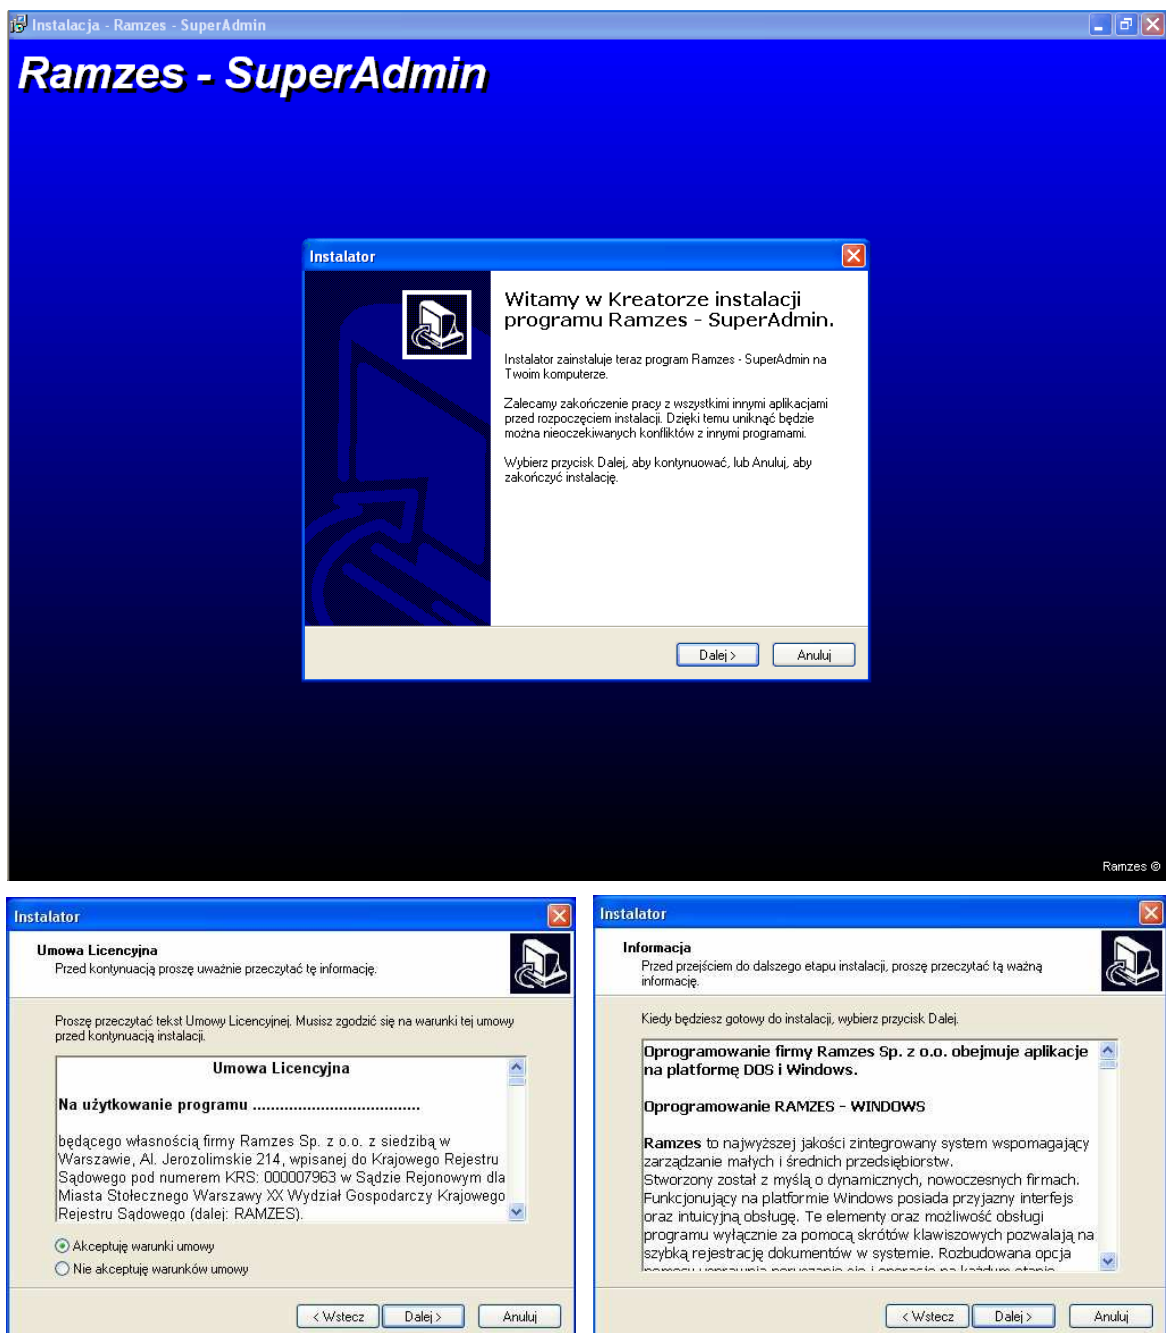 Instalacja - Ramzes - SuperAdmin
Ramzes - SuperAdmin
Instalator
Witamy w Kreatorze instalacji
programu Ramzes - SuperAdmin.
Instalator zainstaluje teraz program Ramzes - SuperAdmin na
Twoim komputerze.
Zalecamy zakończenie pracy z wszystkimi innymi aplikacjami
przed rozpoczęciem instalacji. Dzięki temu uniknąć będzie
można nieoczekiwanych konfliktów z innymi programami.
Wybierz przycisk Dalej, aby kontynuować, lub Anuluj, aby
zakończyć instalację.
Dalej >
Anuluj
Ramzes ©
Instalator
Umowa Licencyjna
Przed kontynuacją proszę uważnie przeczytać tę informację.
Proszę przeczytać tekst Umowy Licencyjnej. Musisz zgodzić się na warunki tej umowy
przed kontynuacją instalacji.
Umowa Licencyjna
Na użytkowanie programu ......................................
będącego własnością firmy Ramzes Sp. z o.o. z siedzibą w
Warszawie, Al. Jerozolimskie 214, wpisanej do Krajowego Rejestru
Sądowego pod numerem KRS: 000007963 w Sądzie Rejonowym dla
Miasta Stołecznego Warszawy XX Wydział Gospodarczy Krajowego
Rejestru Sądowego (dalej: RAMZES).
Akceptuję warunki umowy
Nie akceptuję warunków umowy
< Wstecz
Dalej >
Anuluj
Instalator
Informacja
Przed przejściem do dalszego etapu instalacji, proszę przeczytać tą ważną
informację.
Kiedy będziesz gotowy do instalacji, wybierz przycisk Dalej.
Oprogramowanie firmy Ramzes Sp. z o.o. obejmuje aplikacje
na platformę DOS i Windows.
Oprogramowanie RAMZES - WINDOWS
Ramzes to najwyższej jakości zintegrowany system wspomagający
zarządzanie małych i średnich przedsiębiorstw.
Stworzony został z myślą o dynamicznych, nowoczesnych firmach.
Funkcjonujący na platformie Windows posiada przyjazny interfejs
oraz intuicyjną obsługę. Te elementy oraz możliwość obsługi
programu wyłącznie za pomocą skrótów klawiszowych pozwalają na
szybką rejestrację dokumentów w systemie. Rozbudowana opcja
< Wstecz
Dalej >
Anuluj